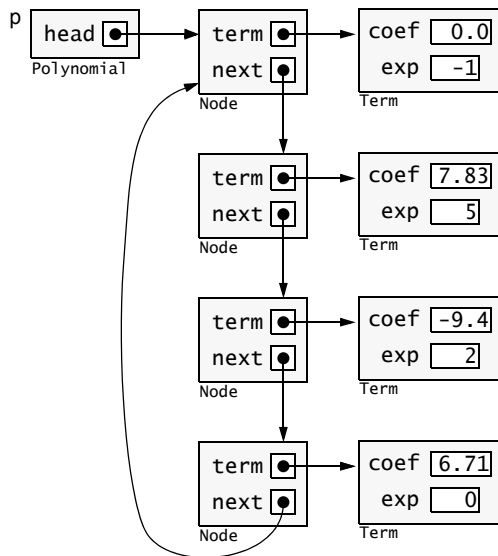 p head term coef 0.0
Polynomial next exp -1
Node Term
term coef 7.83
next exp 5
Node Term
term coef -9.4
next exp 2
Node Term
term coef 6.71
next exp 0
Node Term